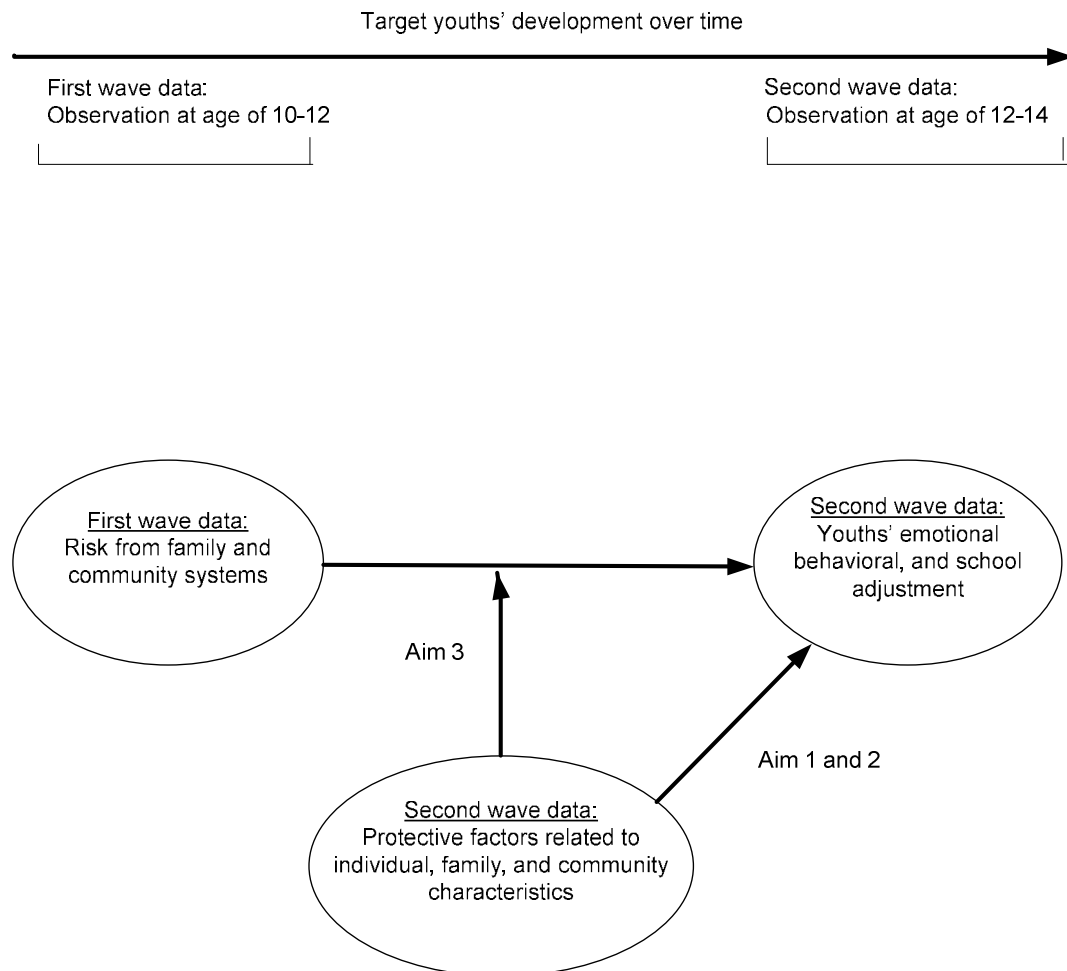 Target youths’ development over time
First wave data:
Observation at age of 10-12
Second wave data:
Observation at age of 12-14
First wave data:
Risk from family and
community systems
Second wave data:
Youths’ emotional
behavioral, and school
adjustment
Aim 3
Aim 1 and 2
Second wave data:
Protective factors related to
individual, family, and community
characteristics